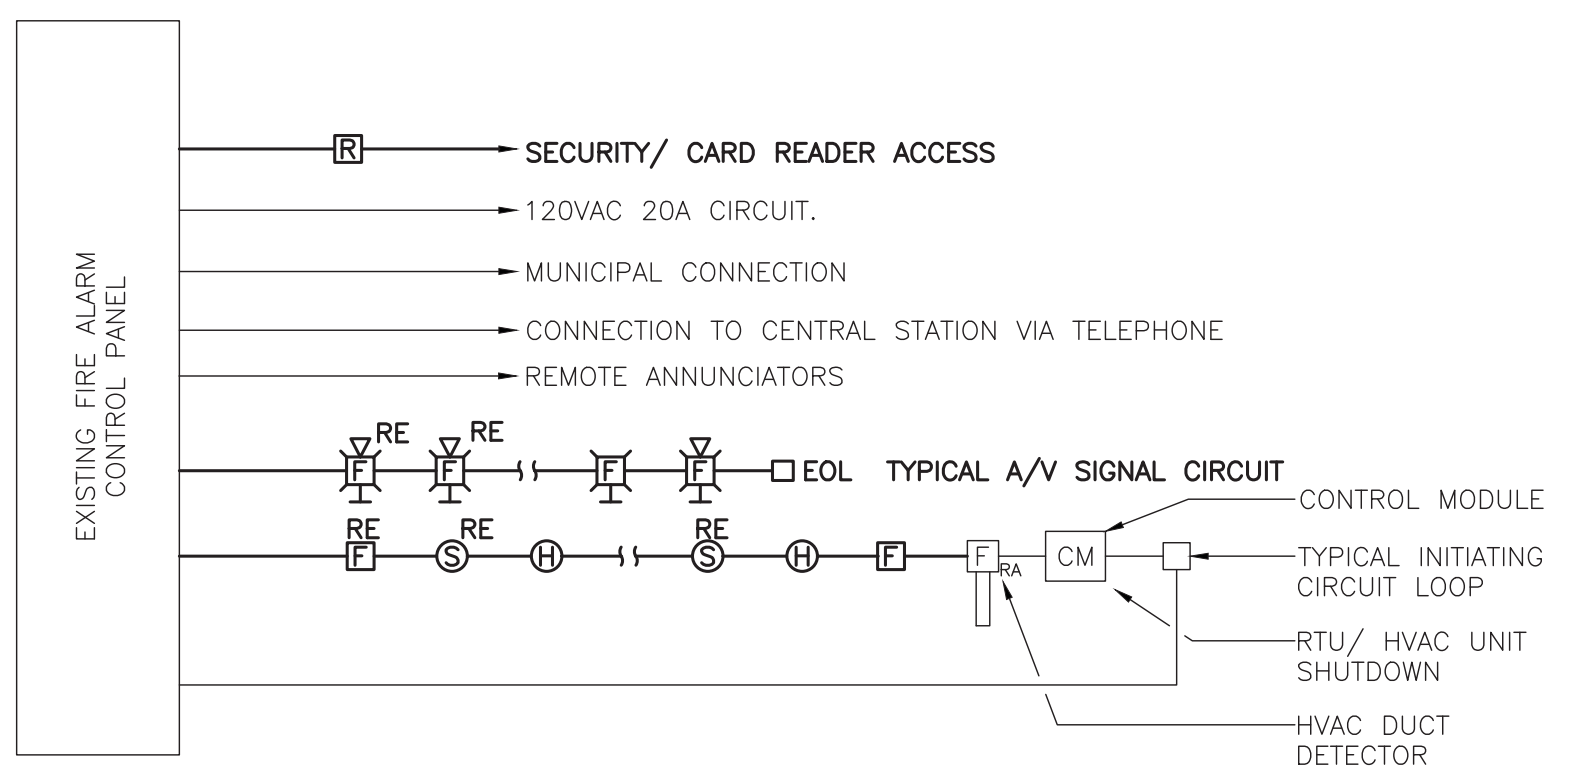 EXISTING FIRE ALARM
CONTROL PANEL
R
SECURITY/ CARD READER ACCESS
120VAC 20A CIRCUIT.
MUNICIPAL CONNECTION
CONNECTION TO CENTRAL STATION VIA TELEPHONE
REMOTE ANNUNCIATORS
RE RE
F F F F EOL TYPICAL A/V SIGNAL CIRCUIT
CONTROL MODULE
RE RE RE
F S H S H F F CM
RA
TYPICAL INITIATING
CIRCUIT LOOP
RTU/ HVAC UNIT
SHUTDOWN
HVAC DUCT
DETECTOR